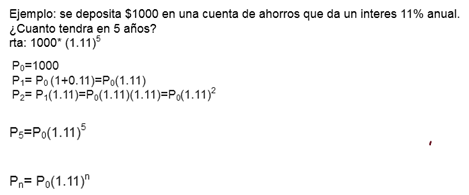 Ejemplo: se deposita $1000 en una cuenta de ahorros que da un interes 11% anual.
¿Cuanto tendra en 5 años?
rta: 1000* (1.11)⁵
P₀=1000
P₁= P₀ (1+0.11)=P₀(1.11)
P₂= P₁(1.11)=P₀(1.11)(1.11)=P₀(1.11)²
P₅=P₀(1.11)⁵
Pₙ= P₀(1.11)ⁿ